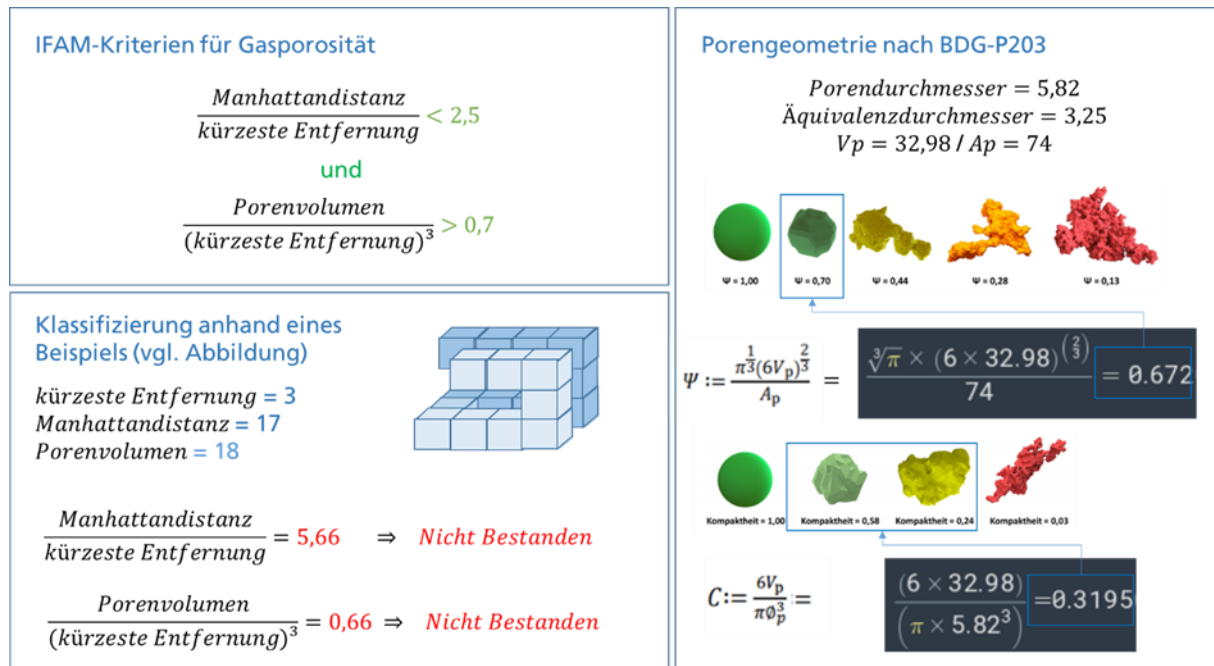 IFAM-Kriterien für Gasporosität
Manhattandistanz
kürzeste Entfernung
< 2,5
und
Porenvolumen
(kürzeste Entfernung)³
> 0,7
Klassifizierung anhand eines
Beispiels (vgl. Abbildung)
kürzeste Entfernung = 3
Manhattandistanz = 17
Porenvolumen = 18
Manhattandistanz
kürzeste Entfernung
= 5,66 ⇒ Nicht Bestanden
Porenvolumen
(kürzeste Entfernung)³
= 0,66 ⇒ Nicht Bestanden
Porengeometrie nach BDG-P203
Porendurchmesser = 5,82
Äquivalenzdurchmesser = 3,25
Vp = 32,98 / Ap = 74
Ψ = 1,00 Ψ = 0,70 Ψ = 0,44 Ψ = 0,28 Ψ = 0,13
Ψ := π^(1/3)(6V_p)^(2/3) / A_p = ∛π × (6 × 32.98)^(2/3) / 74 = 0.672
Kompaktheit = 1,00 Kompaktheit = 0,58 Kompaktheit = 0,24 Kompaktheit = 0,03
C := 6V_p / πø_p³ := (6 × 32.98) / (π × 5.82³) =0.3195